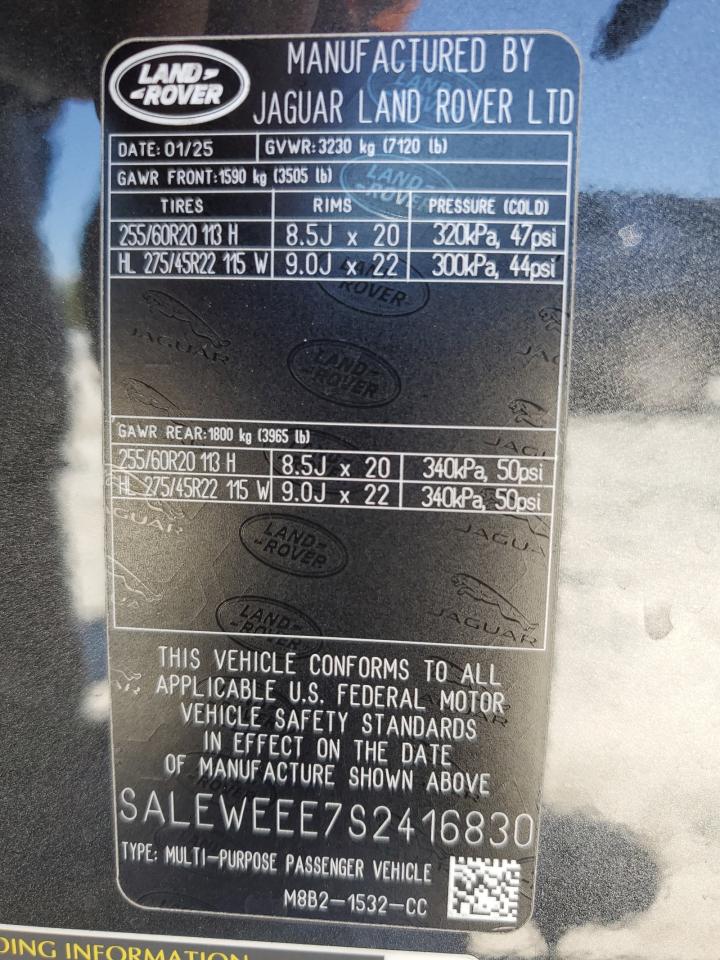 LAND ROVER
MANUFACTURED BY
JAGUAR LAND ROVER LTD
DATE: 01/25 GVWR: 3230 kg (7120 lb)
GAWR FRONT: 1590 kg (3505 lb)
TIRES RIMS PRESSURE (COLD)
255/60R20 113 H 8.5J x 20 320kPa, 47psi
HL 275/45R22 115 W 9.0J x 22 300kPa, 44psi
GAWR REAR: 1800 kg (3965 lb)
255/60R20 113 H 8.5J x 20 340kPa, 50psi
HL 275/45R22 115 W 9.0J x 22 340kPa, 50psi
THIS VEHICLE CONFORMS TO ALL
APPLICABLE U.S. FEDERAL MOTOR
VEHICLE SAFETY STANDARDS
IN EFFECT ON THE DATE
OF MANUFACTURE SHOWN ABOVE
SALEWEEE7S2416830
TYPE: MULTI-PURPOSE PASSENGER VEHICLE
M8B2-1532-CC
DING INFORMATION